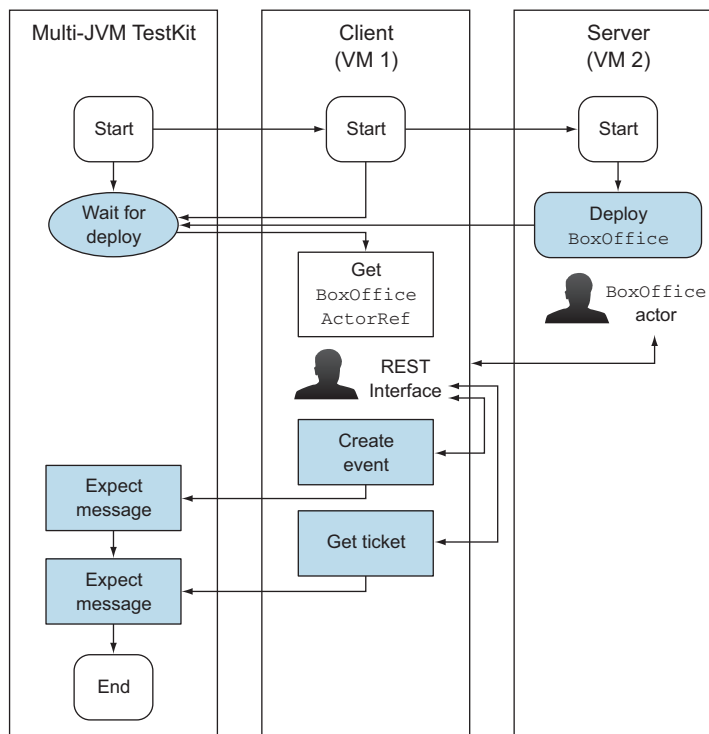 Multi-JVM TestKit
Client
(VM 1)
Server
(VM 2)
Start
Start
Start
Wait for
deploy
Deploy
BoxOffice
Get
BoxOffice
ActorRef
BoxOffice
actor
REST
Interface
Create
event
Expect
message
Get ticket
Expect
message
End